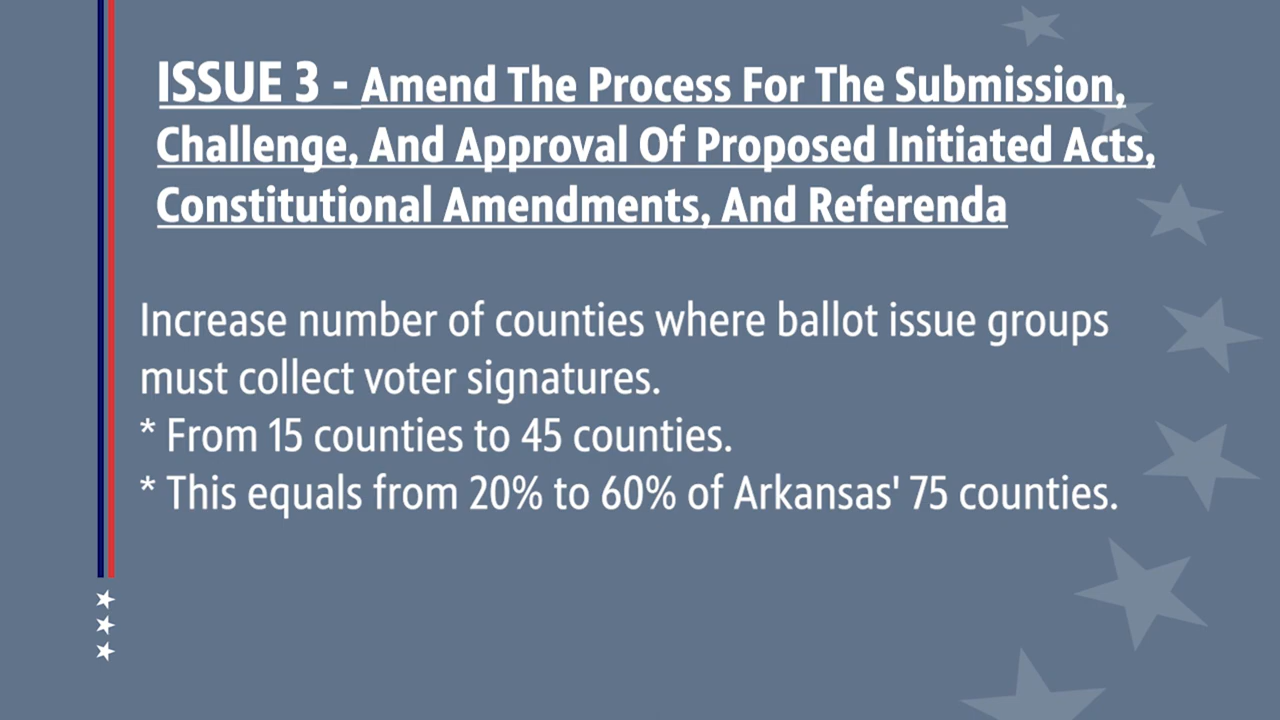 ISSUE 3 - Amend The Process For The Submission,
Challenge, And Approval Of Proposed Initiated Acts,
Constitutional Amendments, And Referenda
Increase number of counties where ballot issue groups
must collect voter signatures.
* From 15 counties to 45 counties.
* This equals from 20% to 60% of Arkansas' 75 counties.